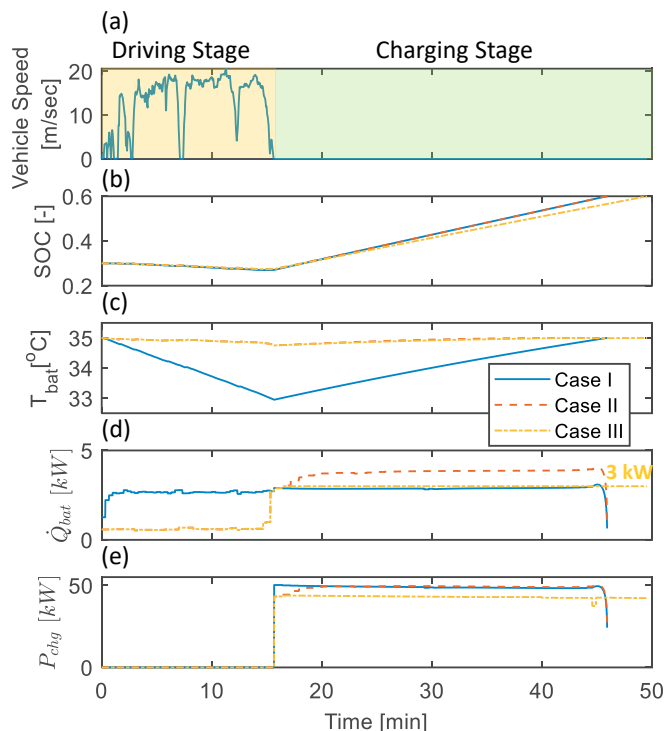 (a)
Driving Stage
Charging Stage
Vehicle Speed
[m/sec]
20
10
0
(b)
SOC [-]
0.6
0.4
0.2
(c)
T_bat[°C]
35
34
33
Case I
Case II
Case III
(d)
Q̇_bat [kW]
5
0
3 kW
(e)
P_chg [kW]
50
0
0 10 20 30 40 50
Time [min]